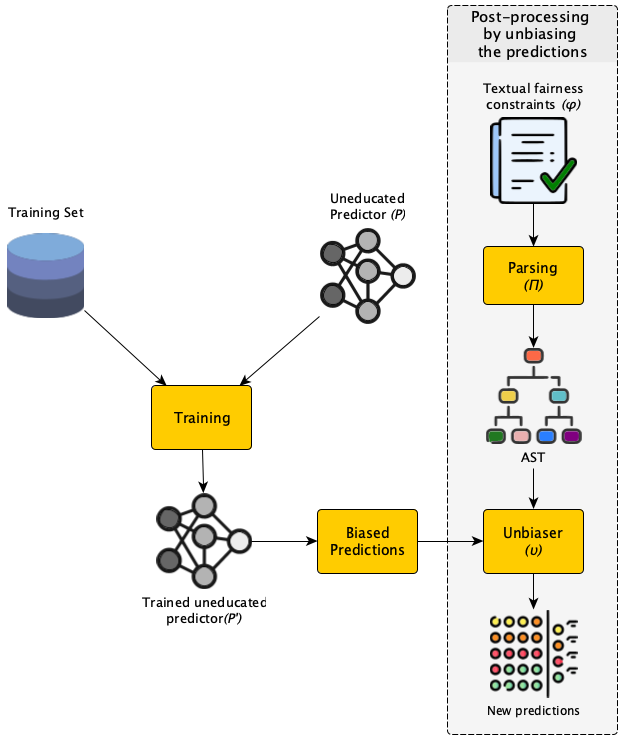 Post-processing
by unbiasing
the predictions
Textual fairness
constraints (φ)
Uneducated
Predictor (P)
Training Set
Parsing
(Π)
Training
AST
Biased
Predictions
Unbiaser
(υ)
Trained uneducated
predictor(P')
New predictions